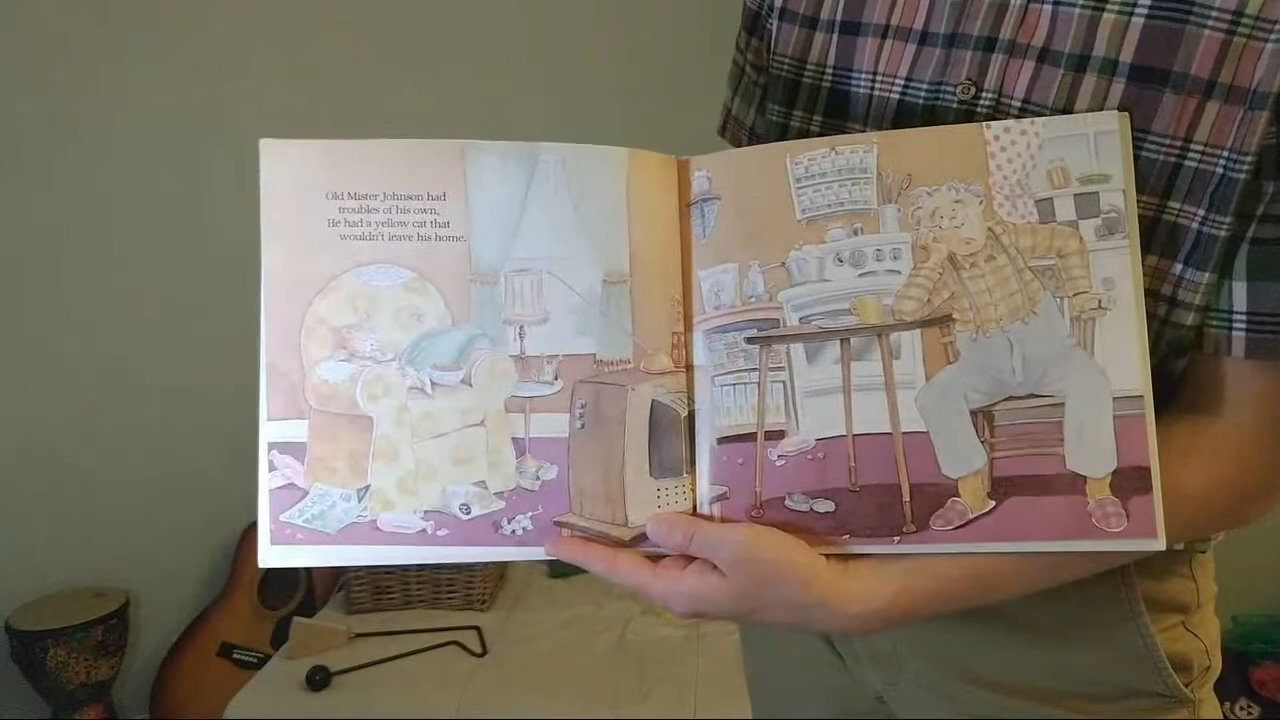 Old Mister Johnson had
troubles of his own,
He had a yellow cat that
wouldn't leave his home.